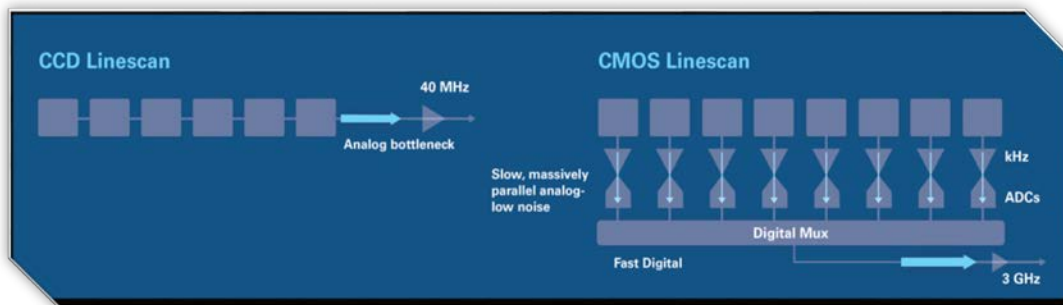 CCD Linescan
40 MHz
Analog bottleneck
CMOS Linescan
kHz
Slow, massively
parallel analog-
low noise
ADCs
Digital Mux
Fast Digital
3 GHz